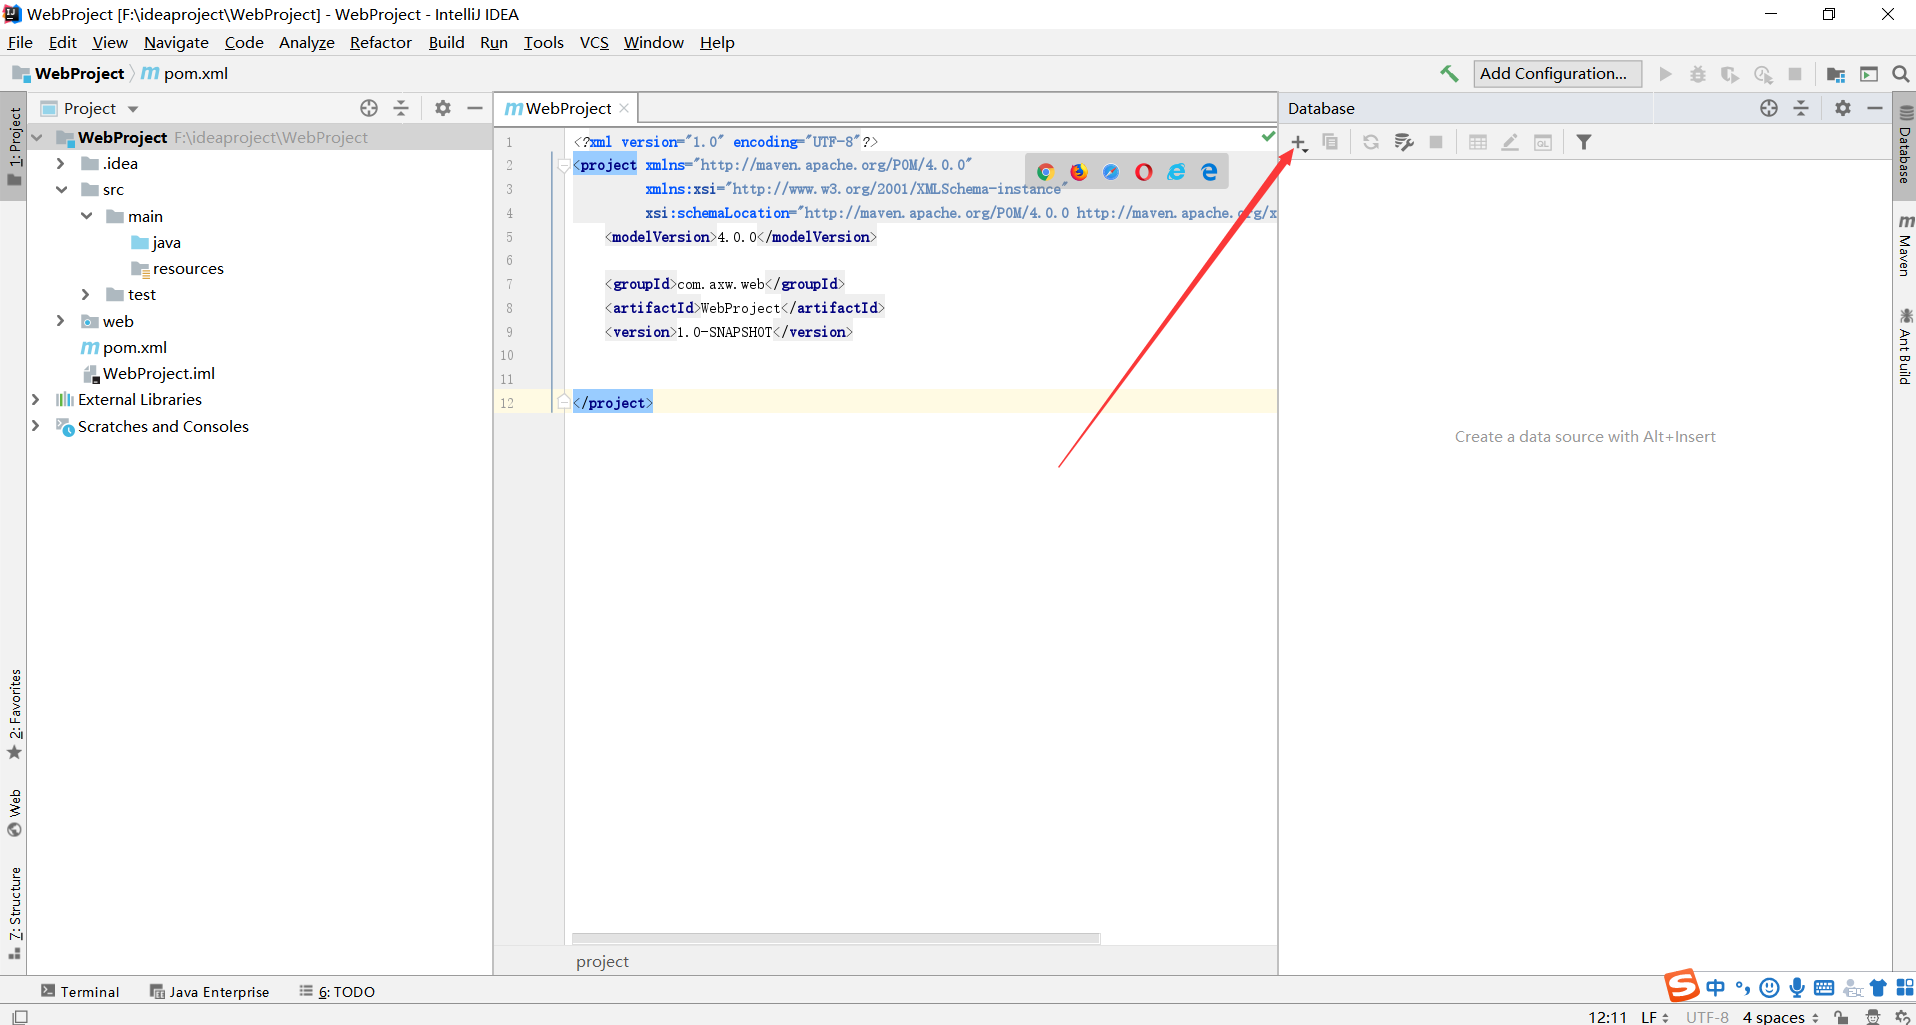 WebProject [F:\ideaproject\WebProject] - WebProject - IntelliJ IDEA
File Edit View Navigate Code Analyze Refactor Build Run Tools VCS Window Help
WebProject m pom.xml
Add Configuration...
1: Project
2: Favorites
Web
7: Structure
Project
WebProject F:\ideaproject\WebProject
.idea
src
main
java
resources
test
web
m pom.xml
WebProject.iml
External Libraries
Scratches and Consoles
m WebProject
1 <?xml version="1.0" encoding="UTF-8"?>
2 <project xmlns="http://maven.apache.org/POM/4.0.0"
3 xmlns:xsi="http://www.w3.org/2001/XMLSchema-instance"
4 xsi:schemaLocation="http://maven.apache.org/POM/4.0.0 http://maven.apache.org/x
5 <modelVersion>4.0.0</modelVersion>
6
7 <groupId>com.axw.web</groupId>
8 <artifactId>WebProject</artifactId>
9 <version>1.0-SNAPSHOT</version>
10
11
12 </project>
project
Database
QL
Create a data source with Alt+Insert
Database
m Maven
Ant Build
Terminal Java Enterprise 6: TODO
S 中 °,
12:11 LF UTF-8 4 spaces